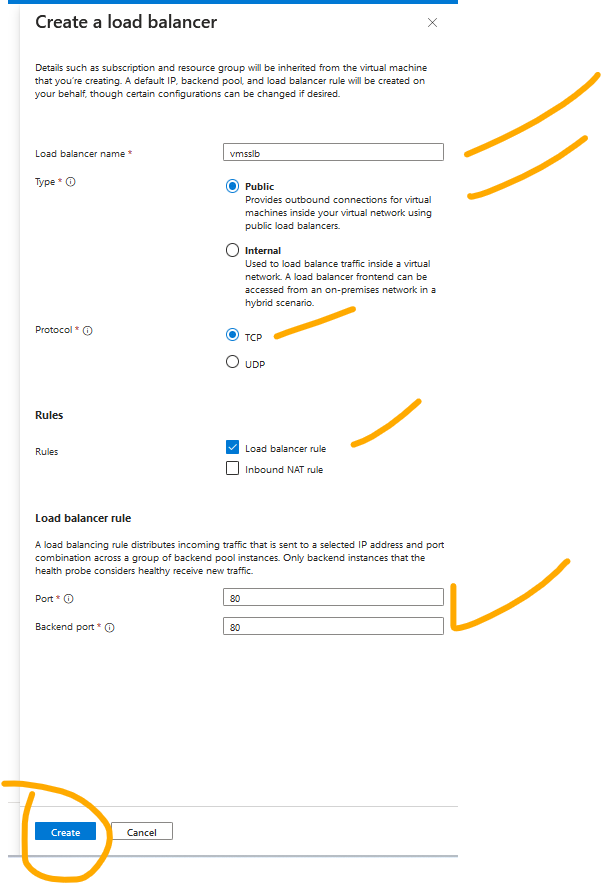 Create a load balancer
Details such as subscription and resource group will be inherited from the virtual machine
that you're creating. A default IP, backend pool, and load balancer rule will be created on
your behalf, though certain configurations can be changed if desired.
Load balancer name *
vmsslb
Type *
Public
Provides outbound connections for virtual
machines inside your virtual network using
public load balancers.
Internal
Used to load balance traffic inside a virtual
network. A load balancer frontend can be
accessed from an on-premises network in a
hybrid scenario.
Protocol *
TCP
UDP
Rules
Rules
Load balancer rule
Inbound NAT rule
Load balancer rule
A load balancing rule distributes incoming traffic that is sent to a selected IP address and port
combination across a group of backend pool instances. Only backend instances that the
health probe considers healthy receive new traffic.
Port *
80
Backend port *
80
Create
Cancel